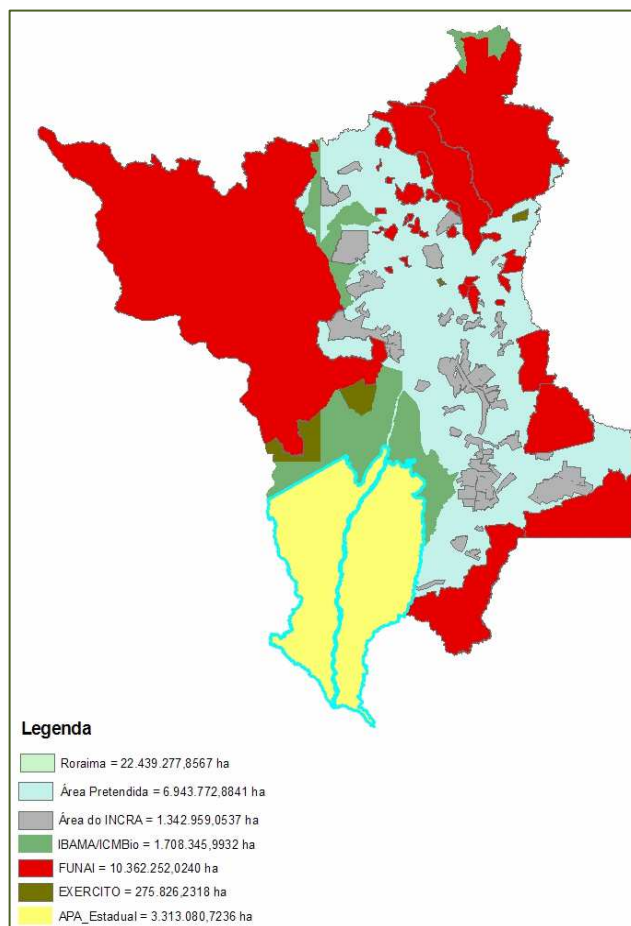 Legenda
Roraima = 22.439.277,8567 ha
Área Pretendida = 6.943.772,8841 ha
Área do INCRA = 1.342.959,0537 ha
IBAMA/ICMBio = 1.708.345,9932 ha
FUNAI = 10.362.252,0240 ha
EXERCITO = 275.826,2318 ha
APA_Estadual = 3.313.080,7236 ha